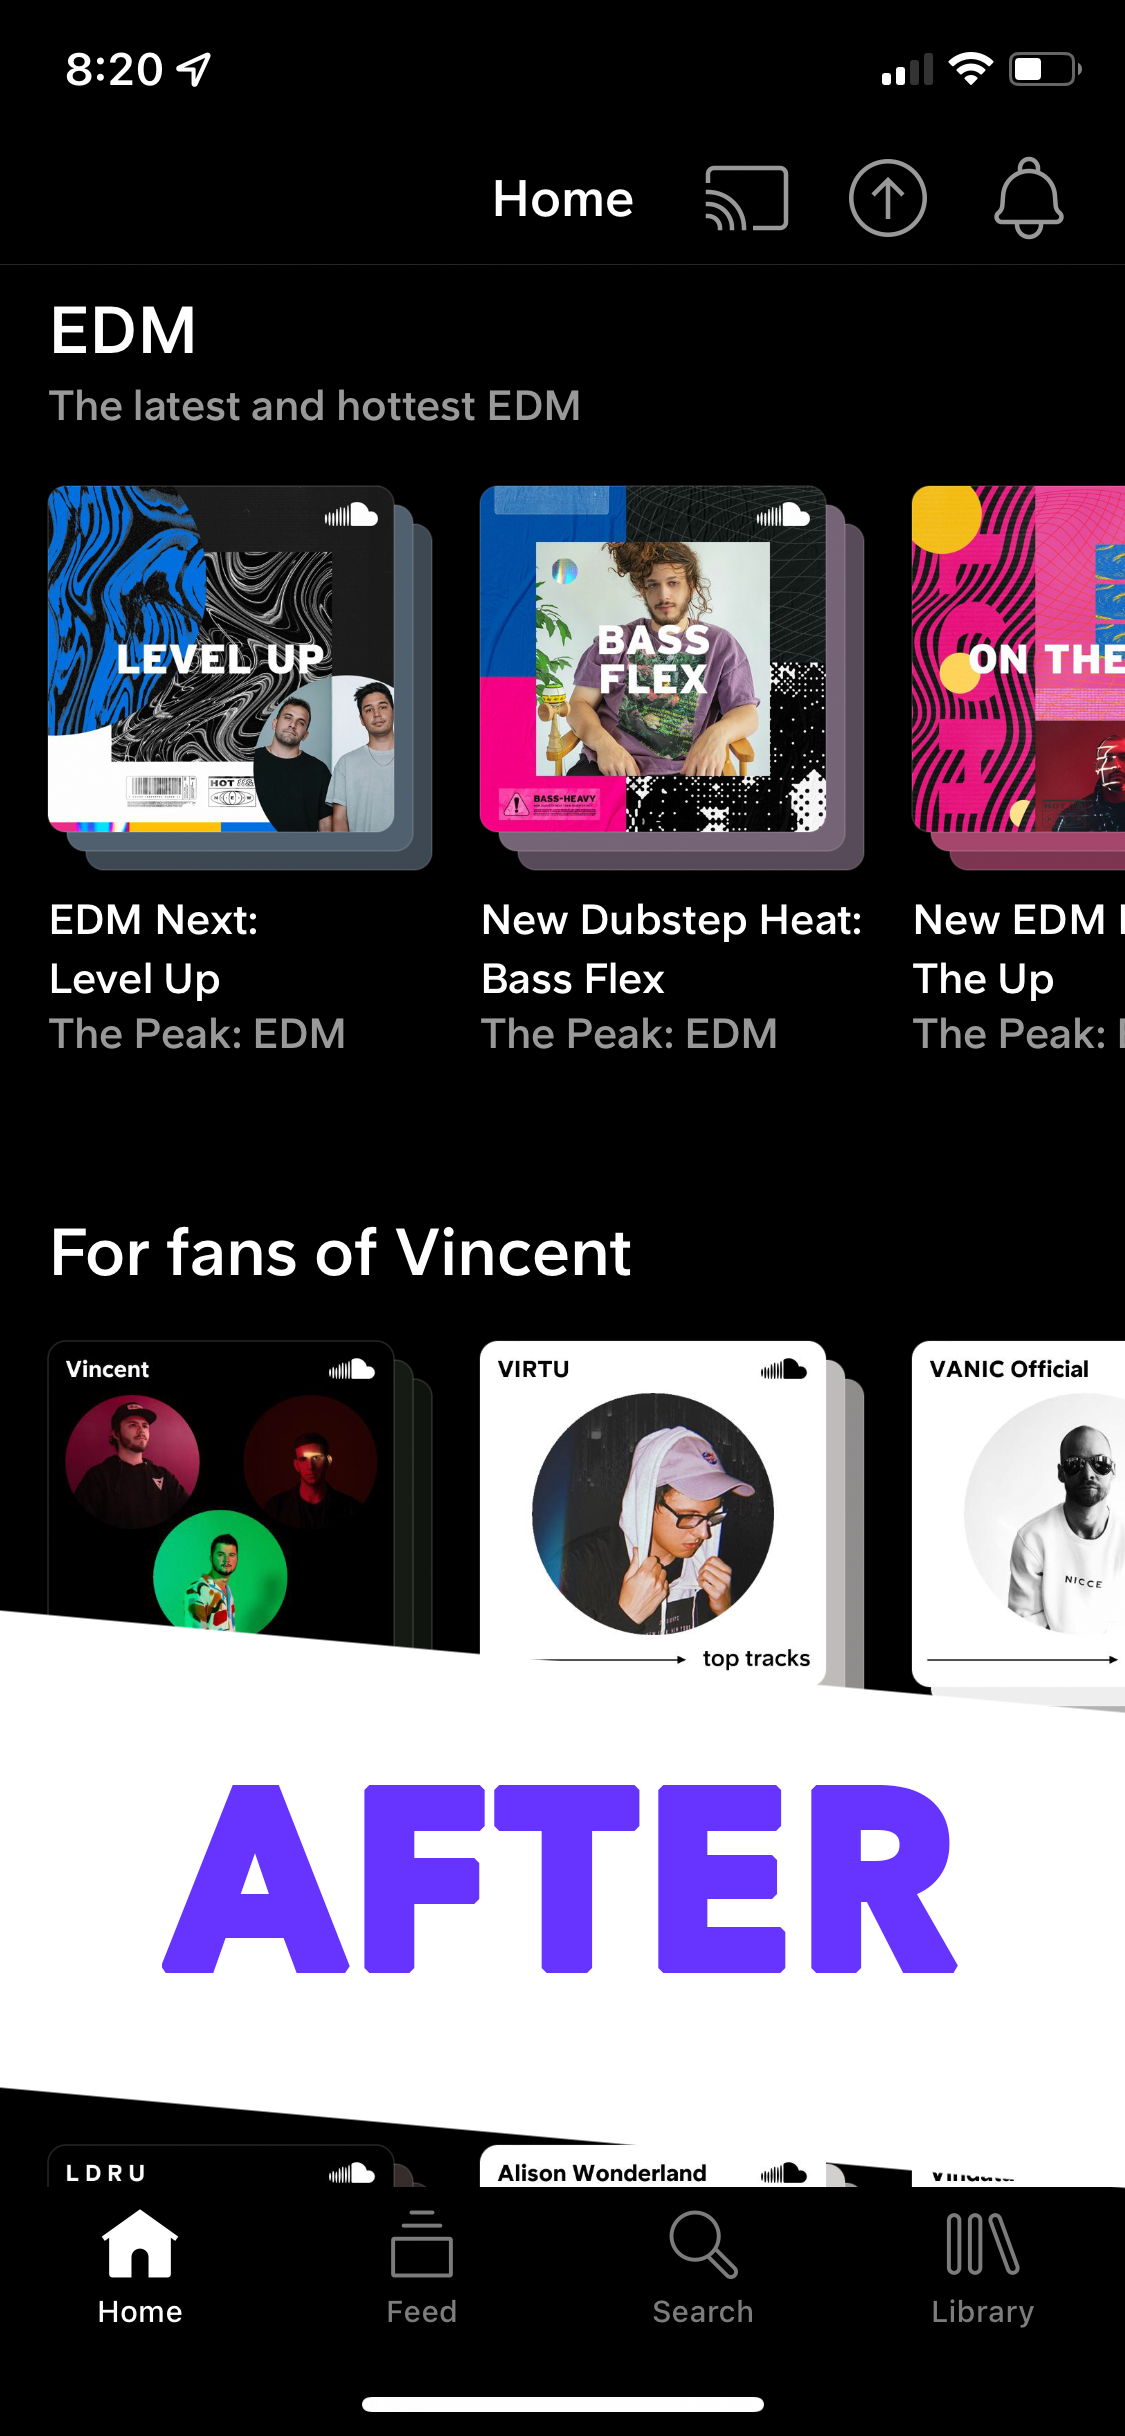 8:20
Home
EDM
The latest and hottest EDM
LEVEL UP
HOT
BASS
FLEX
BASS-HEAVY
ON THE
EDM Next:
Level Up
The Peak: EDM
New Dubstep Heat:
Bass Flex
The Peak: EDM
New EDM
The Up
The Peak:
For fans of Vincent
Vincent
VIRTU
top tracks
VANIC Official
NICCE
AFTER
LDRU
Alison Wonderland
Home
Feed
Search
Library